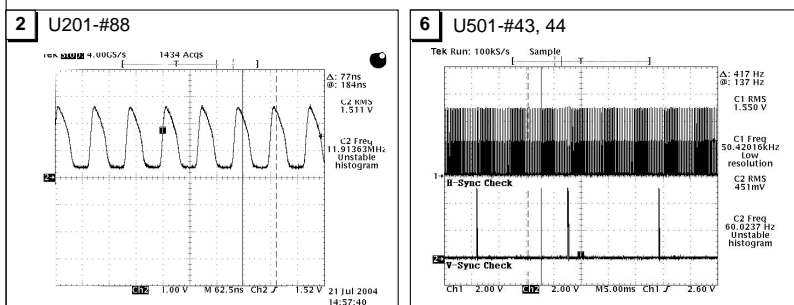 2 U201-#88
Tek Stop: 4.00GS/s 1434 Acqs
Δ: 77ns
@: 184ns
C2 RMS
1.511 V
C2 Freq
11.91363MHz
Unstable
histogram
2→
Ch2 1.00 V M 62.5ns Ch2 1.52 V
21 Jul 2004
14:57:40
6 U501-#43, 44
Tek Run: 100kS/s Sample
Δ: 417 Hz
@: 137 Hz
C1 RMS
1.550 V
C1 Freq
50.42016kHz
Low
resolution
1→
H-Sync Check
C2 RMS
451mV
C2 Freq
60.0237 Hz
Unstable
histogram
2→
V-Sync Check
Ch1 2.00 V Ch2 2.00 V M5.00ms Ch1 2.60 V